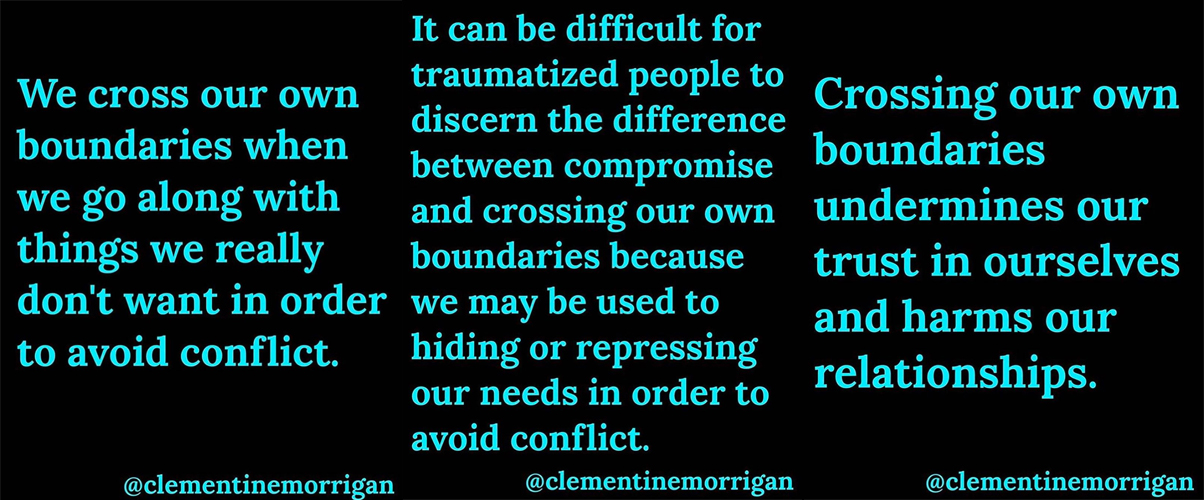 We cross our own
boundaries when
we go along with
things we really
don't want in order
to avoid conflict.
@clementinemorrigan
It can be difficult for
traumatized people to
discern the difference
between compromise
and crossing our own
boundaries because
we may be used to
hiding or repressing
our needs in order to
avoid conflict.
@clementinemorrigan
Crossing our own
boundaries
undermines our
trust in ourselves
and harms our
relationships.
@clementinemorrigan